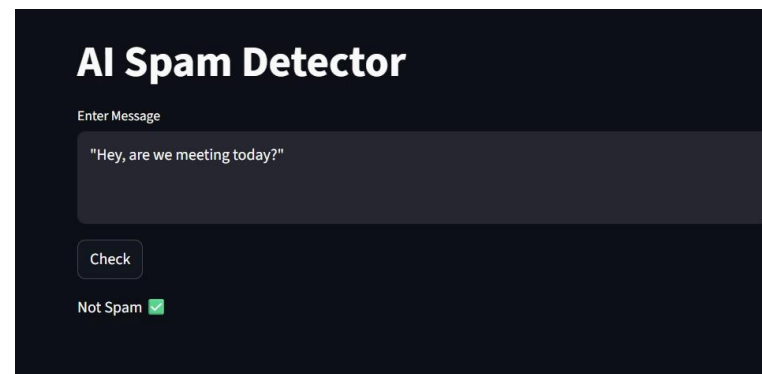 AI Spam Detector
Enter Message
"Hey, are we meeting today?"
Check
Not Spam ✅